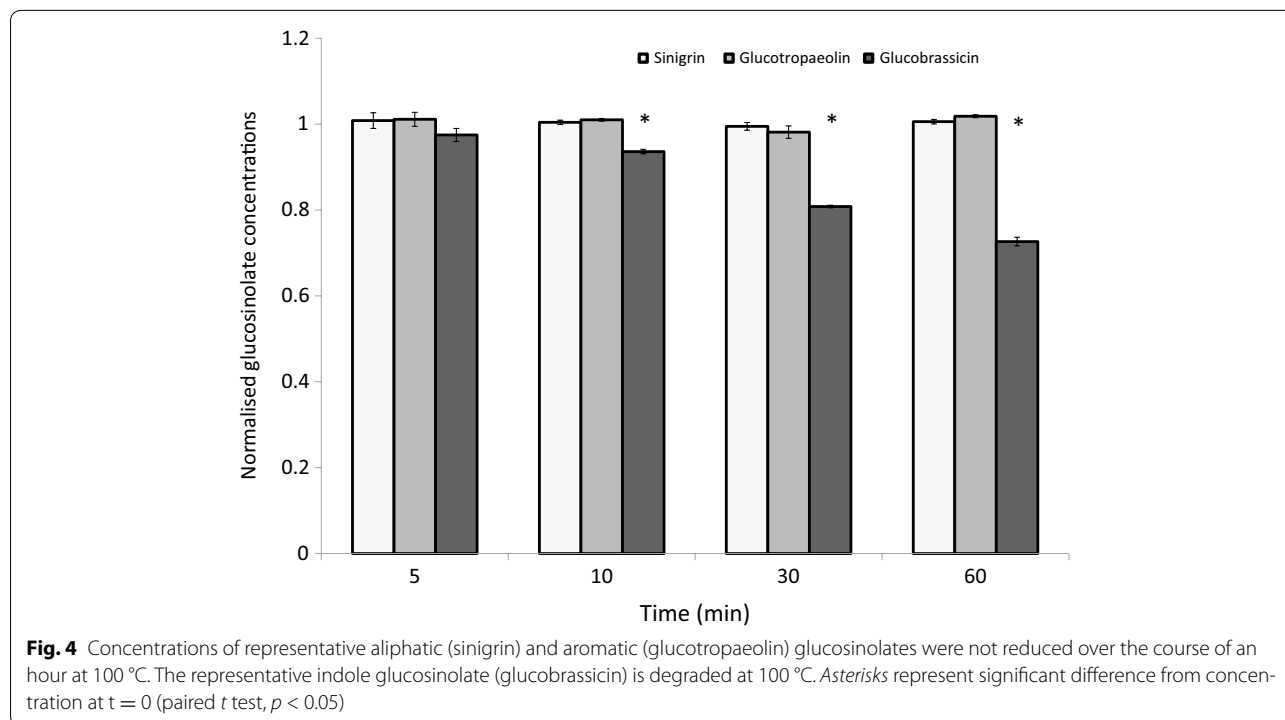 1.2
Sinigrin Glucotropaeolin Glucobrassicin
1
* * *
0.8
0.6
0.4
0.2
0
Normalised glucosinolate concentrations
5 10 30 60
Time (min)
Fig. 4 Concentrations of representative aliphatic (sinigrin) and aromatic (glucotropaeolin) glucosinolates were not reduced over the course of an
hour at 100 °C. The representative indole glucosinolate (glucobrassicin) is degraded at 100 °C. Asterisks represent significant difference from concen-
tration at t = 0 (paired t test, p < 0.05)